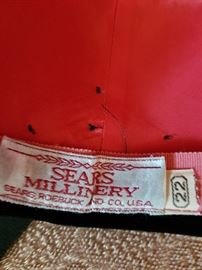 SEARS
MILLINERY
SEARS, ROEBUCK AND CO. U.S.A.
22